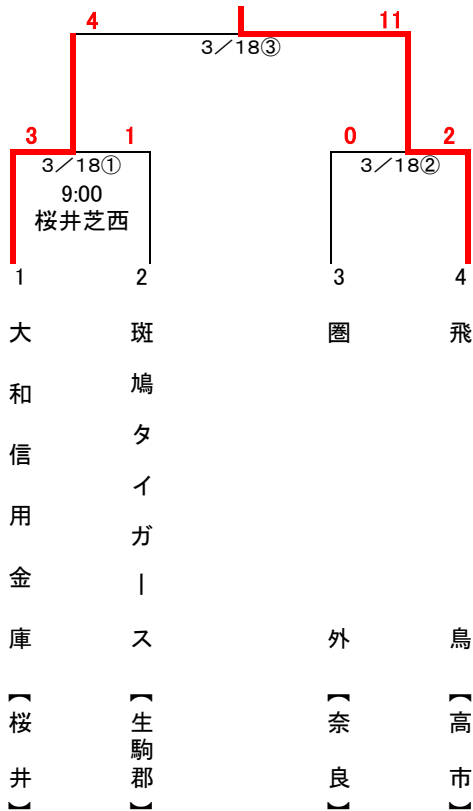 4 11
3／18③
3 1 0 2
3／18① 3／18②
9:00
桜井芝西
1 2 3 4
大和信用金庫【桜井】
斑鳩タイガース【生駒郡】
圏外【奈良】
飛鳥【高市】